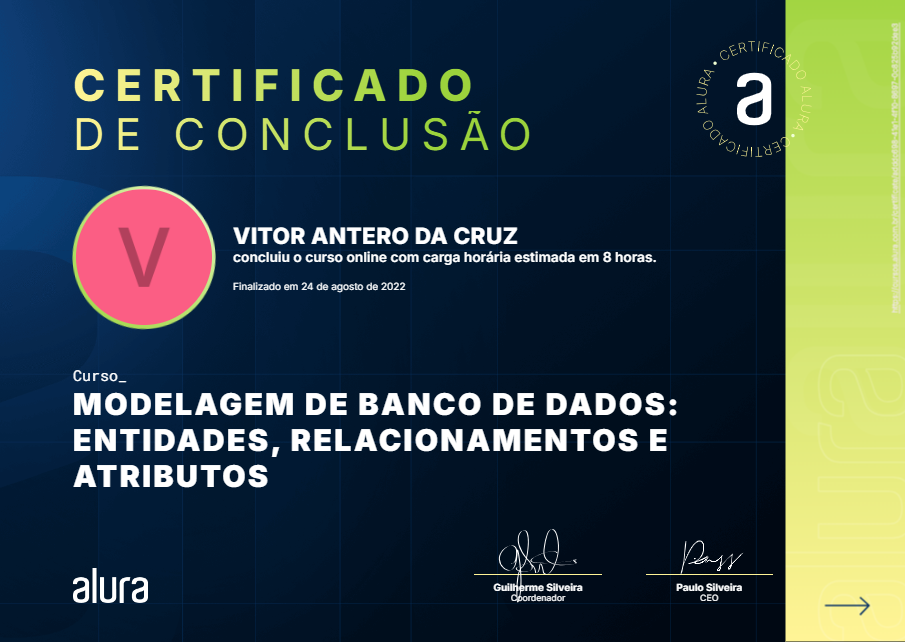 CERTIFICADO
DE CONCLUSÃO
CERTIFICADO ALURA • CERTIFICADO ALURA •
a
V
VITOR ANTERO DA CRUZ
concluiu o curso online com carga horária estimada em 8 horas.
Finalizado em 24 de agosto de 2022
Curso_
MODELAGEM DE BANCO DE DADOS:
ENTIDADES, RELACIONAMENTOS E
ATRIBUTOS
alura
Guilherme Silveira
Coordenador
Paulo Silveira
CEO
alura